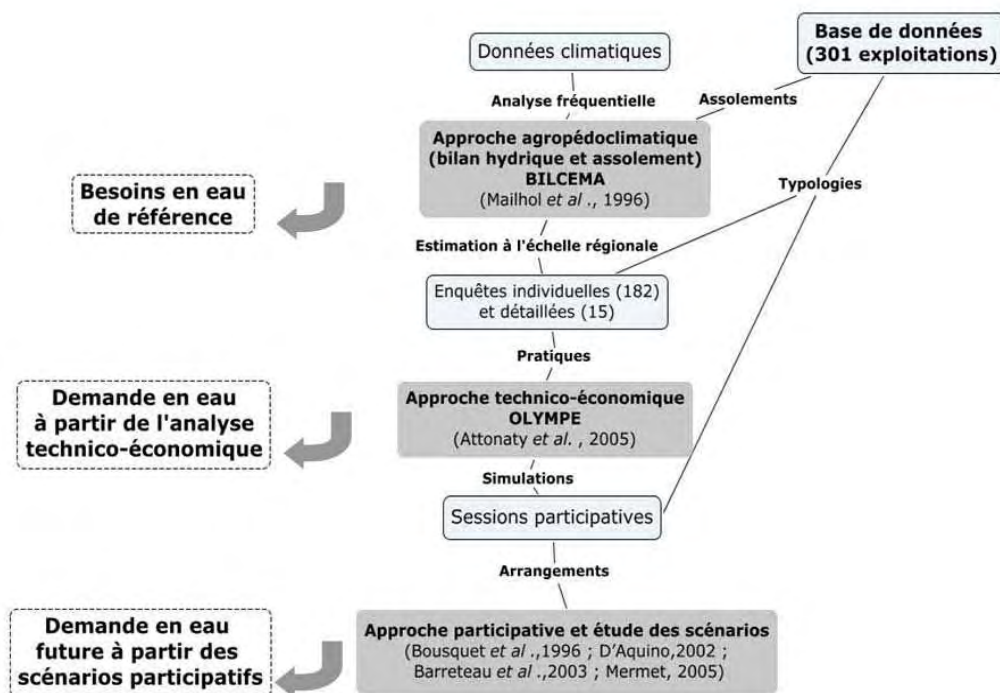 Données climatiques
Base de données
(301 exploitations)
Analyse fréquentielle
Assolements
Approche agropédoclimatique
(bilan hydrique et assolement)
BILCEMA
(Mailhol et al ., 1996)
Besoins en eau
de référence
Typologies
Estimation à l'échelle régionale
Enquêtes individuelles (182)
et détaillées (15)
Pratiques
Demande en eau
à partir de l'analyse
technico-économique
Approche technico-économique
OLYMPE
(Attonaty et al. , 2005)
Simulations
Sessions participatives
Arrangements
Demande en eau
future à partir des
scénarios participatifs
Approche participative et étude des scénarios
(Bousquet et al .,1996 ; D'Aquino,2002 ;
Barreteau et al .,2003 ; Mermet, 2005)